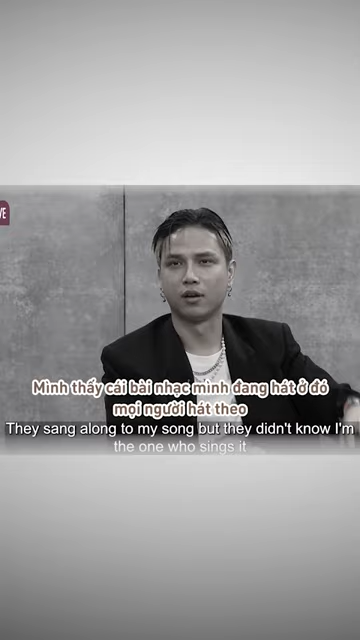 VE
Mình thấy cái bài nhạc mình đang hát ở đó
mọi người hát theo
They sang along to my song but they didn't know I'm
the one who sings it